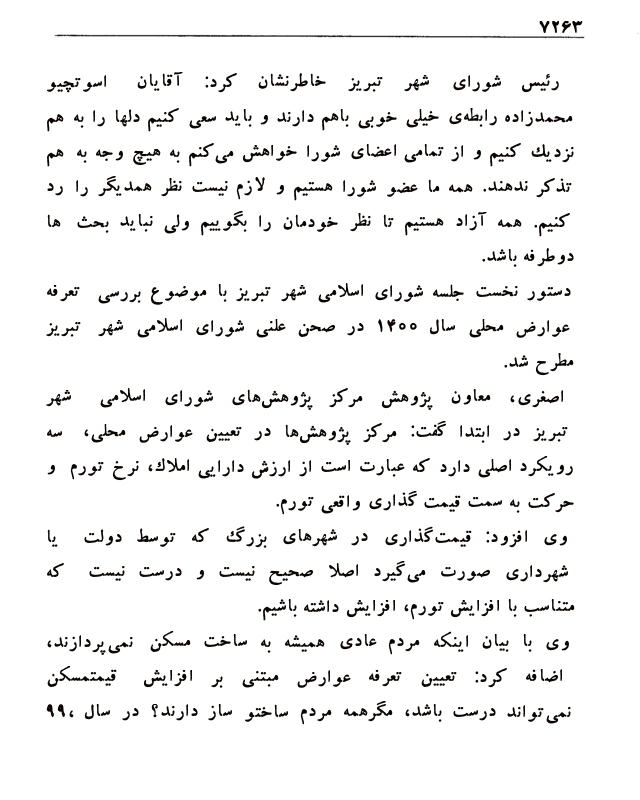 ۷۲۶۳
رئیس شورای شهر تبریز خاطرنشان کرد: آقایان اسوتچیو
محمدزاده رابطه‌ی خیلی خوبی باهم دارند و باید سعی کنیم دلها را به هم
نزدیك کنیم و از تمامی اعضای شورا خواهش می‌کنم به هیچ وجه به هم
تذکر ندهند. همه ما عضو شورا هستیم و لازم نیست نظر همدیگر را رد
کنیم. همه آزاد هستیم تا نظر خودمان را بگوییم ولی نباید بحث ها
دوطرفه باشد.
دستور نخست جلسه شورای اسلامی شهر تبریز با موضوع بررسی تعرفه
عوارض محلی سال ۱۴۰۰ در صحن علنی شورای اسلامی شهر تبریز
مطرح شد.
اصغری، معاون پژوهش مرکز پژوهش‌های شورای اسلامی شهر
تبریز در ابتدا گفت: مرکز پژوهش‌ها در تعیین عوارض محلی، سه
رویکرد اصلی دارد که عبارت است از ارزش دارایی املاك، نرخ تورم و
حرکت به سمت قیمت گذاری واقعی تورم.
وی افزود: قیمت‌گذاری در شهرهای بزرگ که توسط دولت یا
شهرداری صورت می‌گیرد اصلا صحیح نیست و درست نیست که
متناسب با افزایش تورم، افزایش داشته باشیم.
وی با بیان اینکه مردم عادی همیشه به ساخت مسکن نمی‌پردازند،
اضافه کرد: تعیین تعرفه عوارض مبتنی بر افزایش قیمتمسکن
نمی‌تواند درست باشد، مگرهمه مردم ساختو ساز دارند؟ در سال ۹۹،